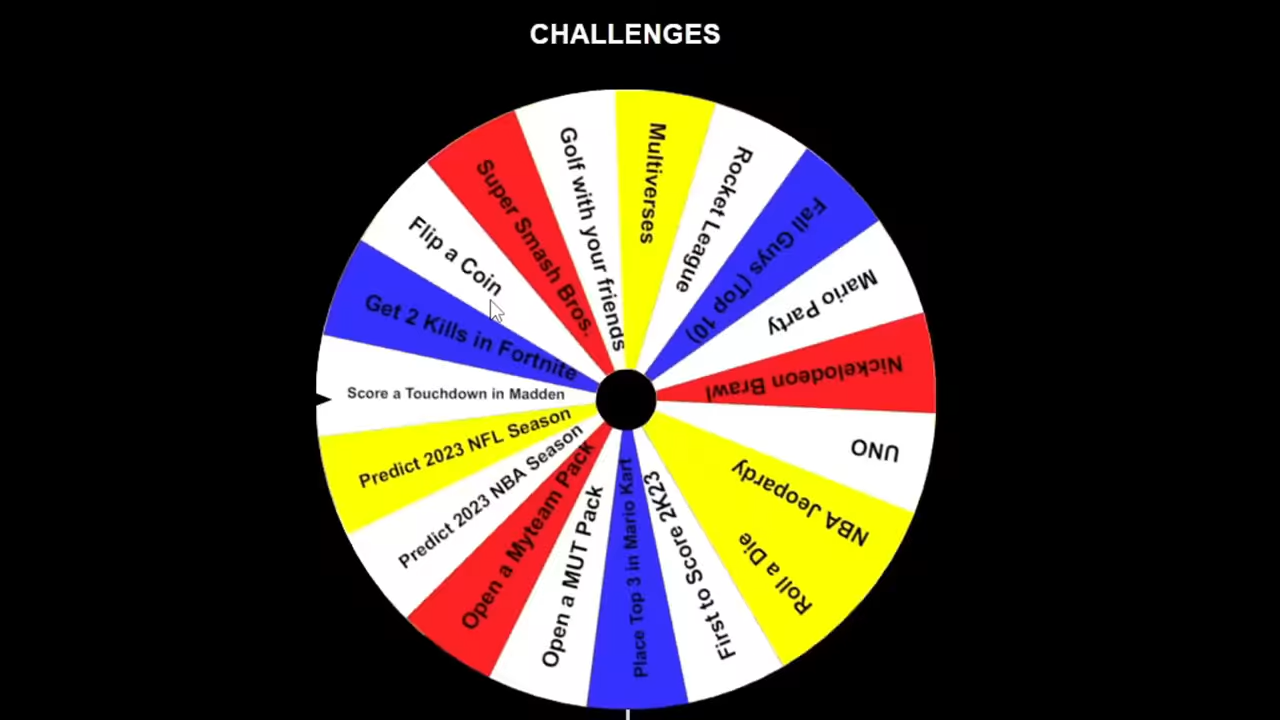 CHALLENGES
Multiverses
Rocket League
Fall Guys (Top 10)
Mario Party
Nickelodeon Brawl
UNO
NBA Jeopardy
Roll a Die
First to Score 2K23
Place Top 3 in Mario Kart
Open a MUT Pack
Open a Myteam Pack
Predict 2023 NBA Season
Predict 2023 NFL Season
Score a Touchdown in Madden
Get 2 Kills in Fortnite
Flip a Coin
Super Smash Bros.
Golf with your friends